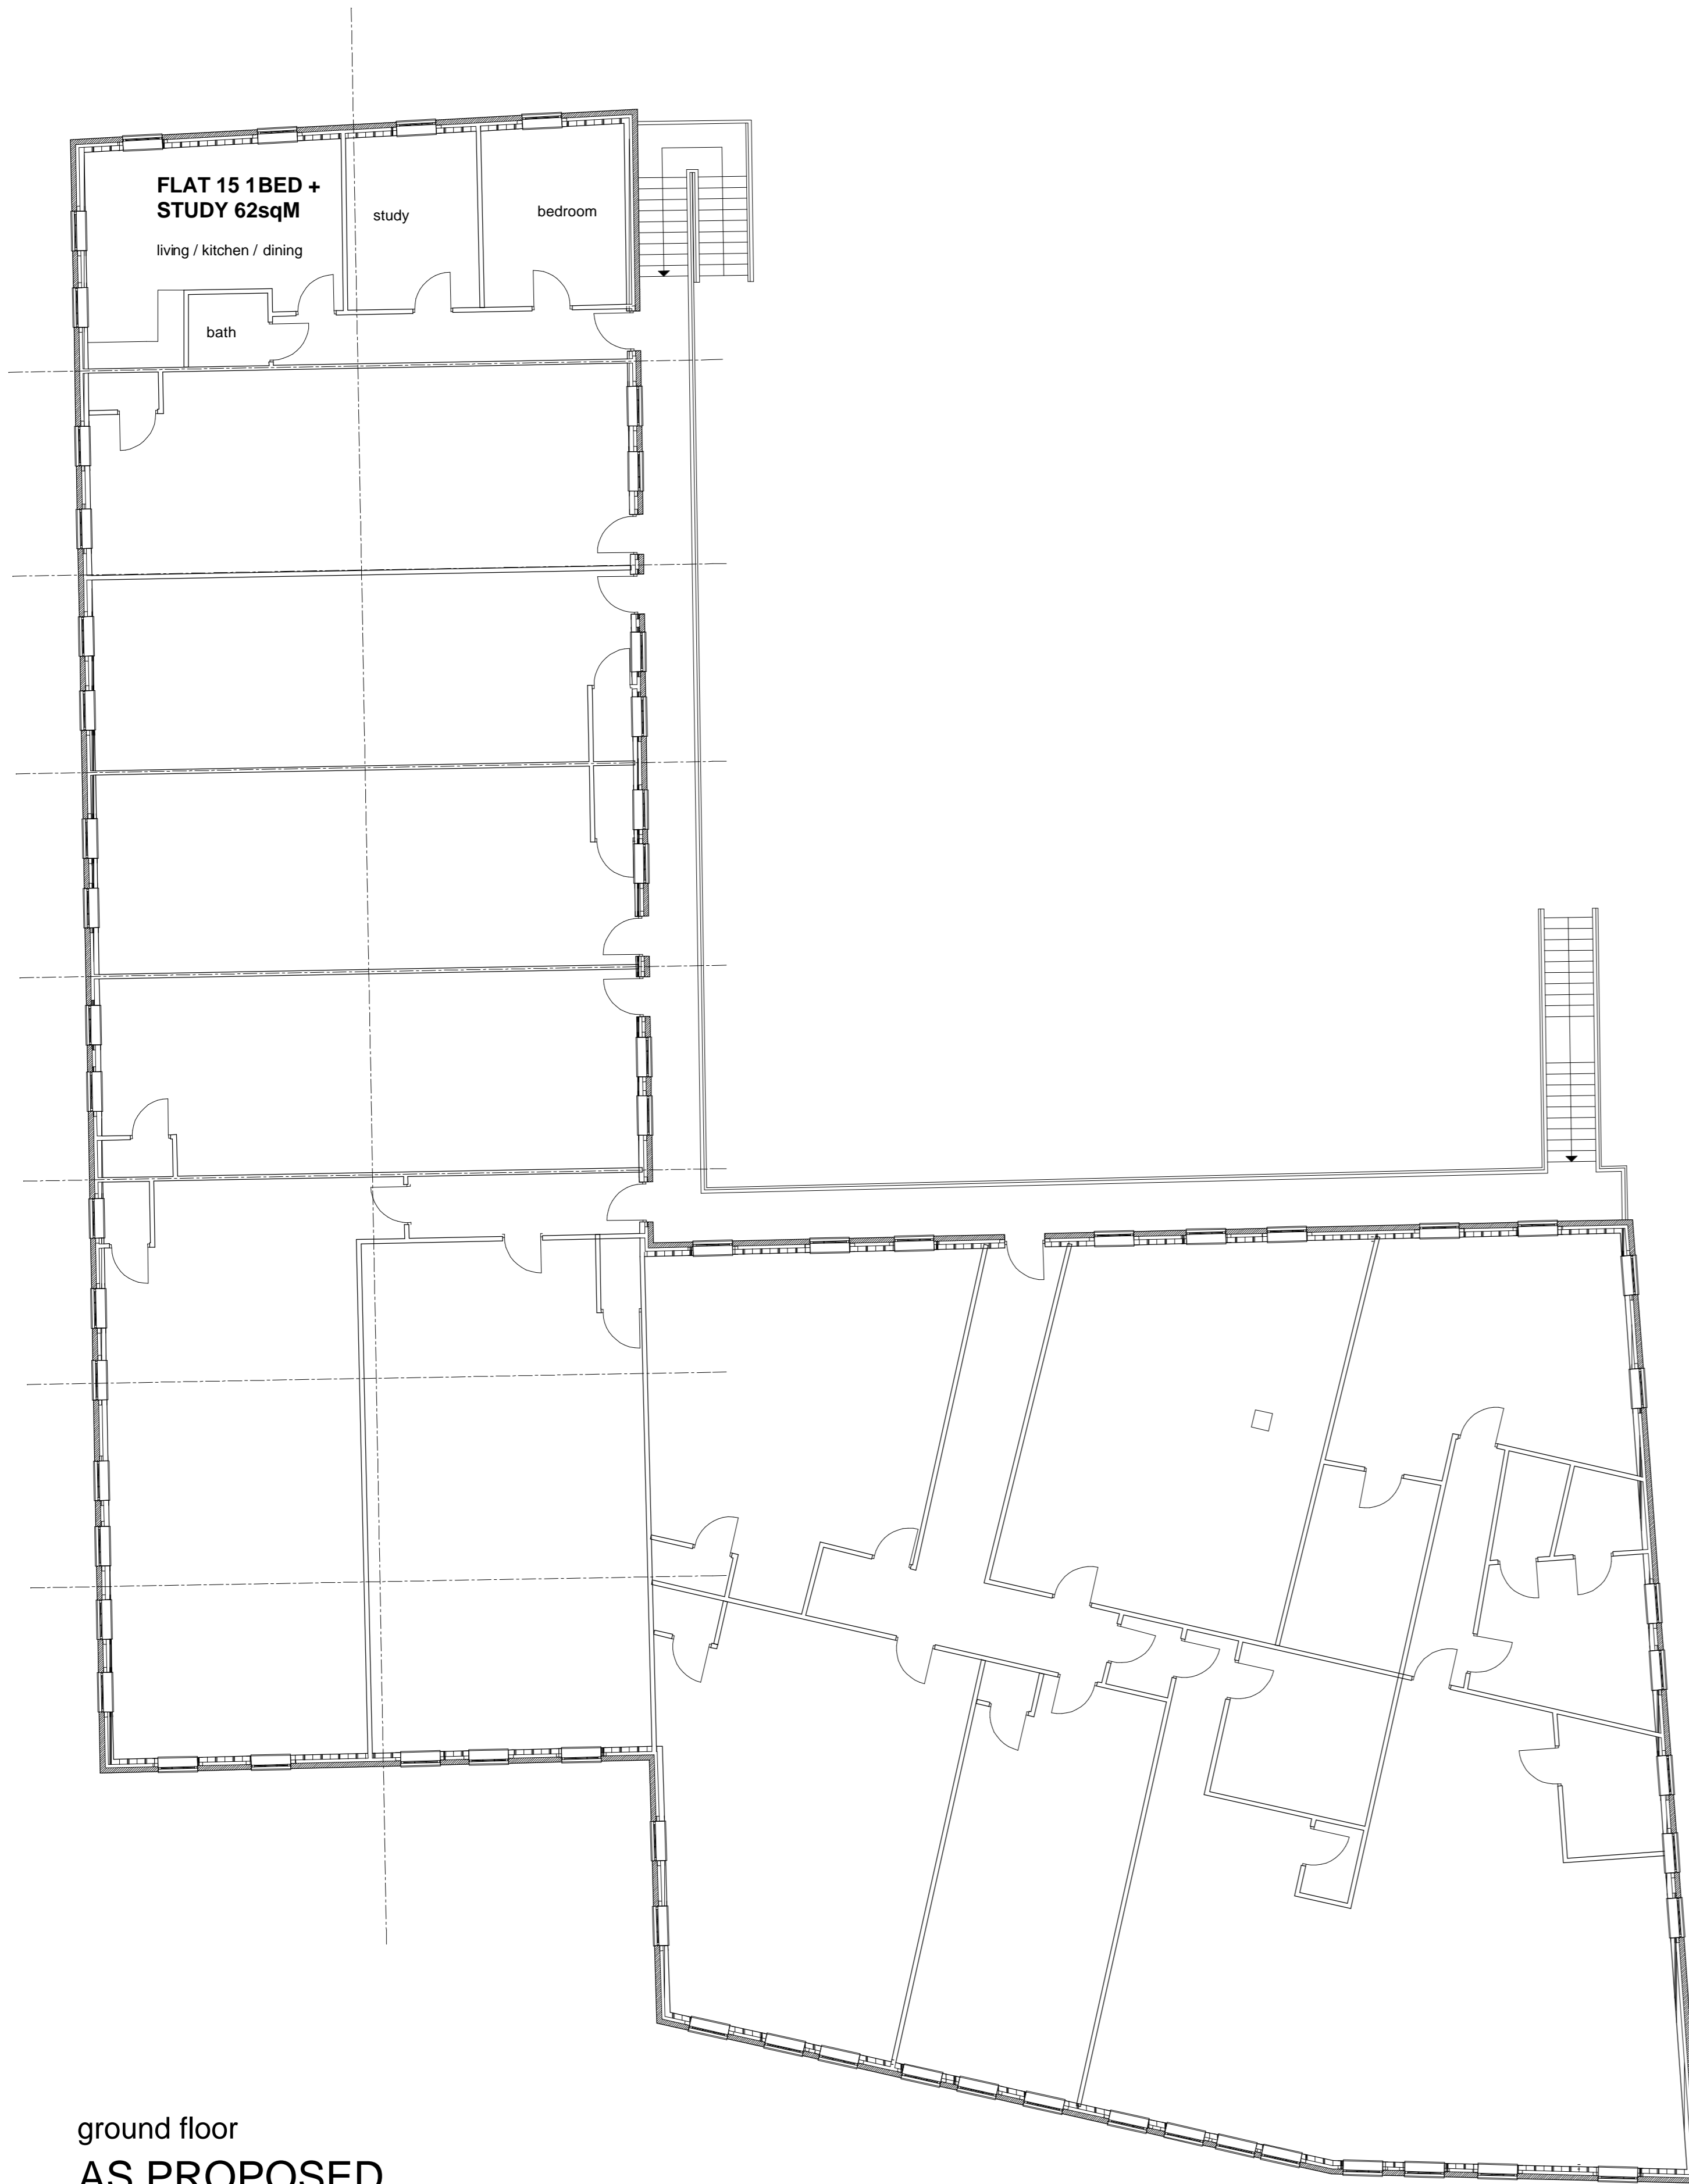 FLAT 15 1BED +
STUDY 62sqM
living / kitchen / dining
study
bedroom
bath
ground floor
AS PROPOSED